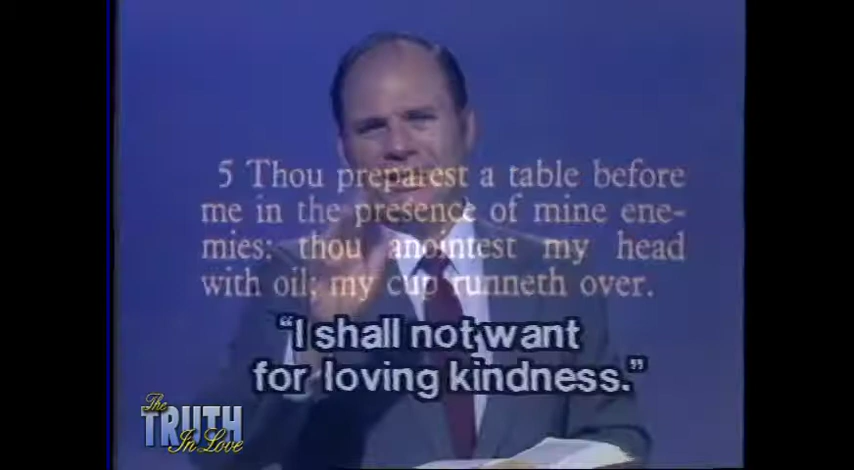 5 Thou preparest a table before
me in the presence of mine ene-
mies: thou anointest my head
with oil; my cup runneth over.
"I shall not want
for loving kindness."
The
TRUTH
In Love